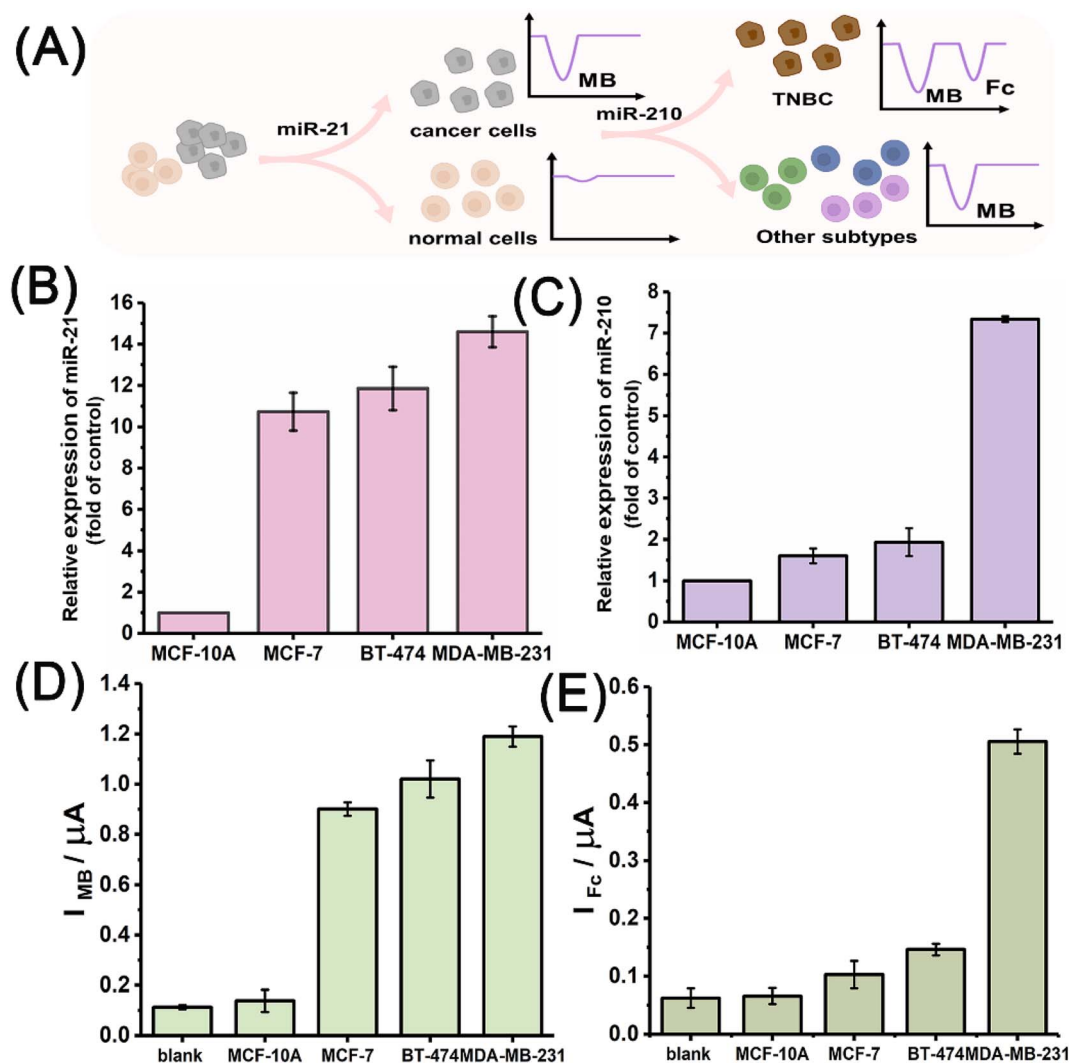 (A)
miR-21
cancer cells
MB
normal cells
miR-210
TNBC
MB
Fc
Other subtypes
MB
(B)
Relative expression of miR-21
(fold of control)
16
14
12
10
8
6
4
2
0
MCF-10A
MCF-7
BT-474
MDA-MB-231
(C)
Relative expression of miR-210
(fold of control)
8
7
6
5
4
3
2
1
0
MCF-10A
MCF-7
BT-474
MDA-MB-231
(D)
I MB / μA
1.4
1.2
1.0
0.8
0.6
0.4
0.2
0.0
blank
MCF-10A
MCF-7
BT-474
MDA-MB-231
(E)
I Fc / μA
0.6
0.5
0.4
0.3
0.2
0.1
0.0
blank
MCF-10A
MCF-7
BT-474
MDA-MB-231